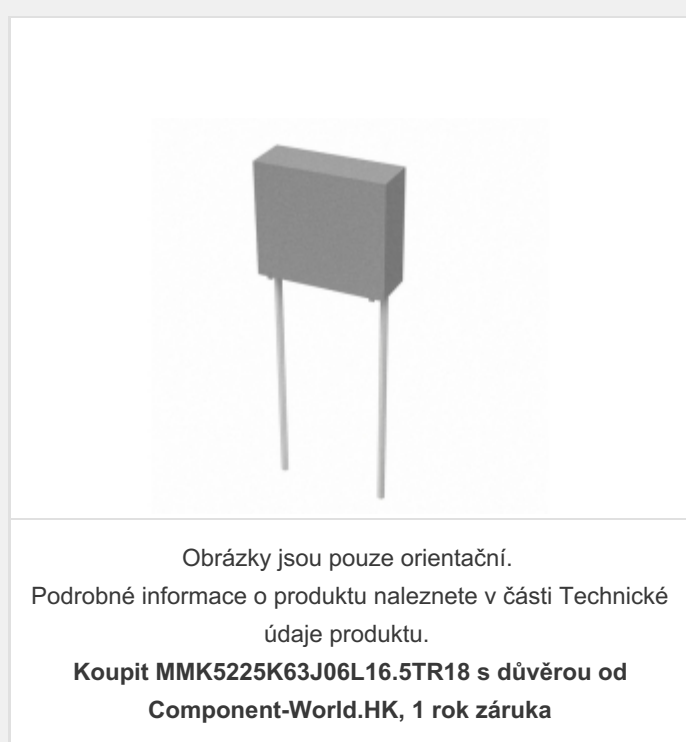 Obrázky jsou pouze orientační.
Podrobné informace o produktu naleznete v části Technické
údaje produktu.
Koupit MMK5225K63J06L16.5TR18 s důvěrou od
Component-World.HK, 1 rok záruka